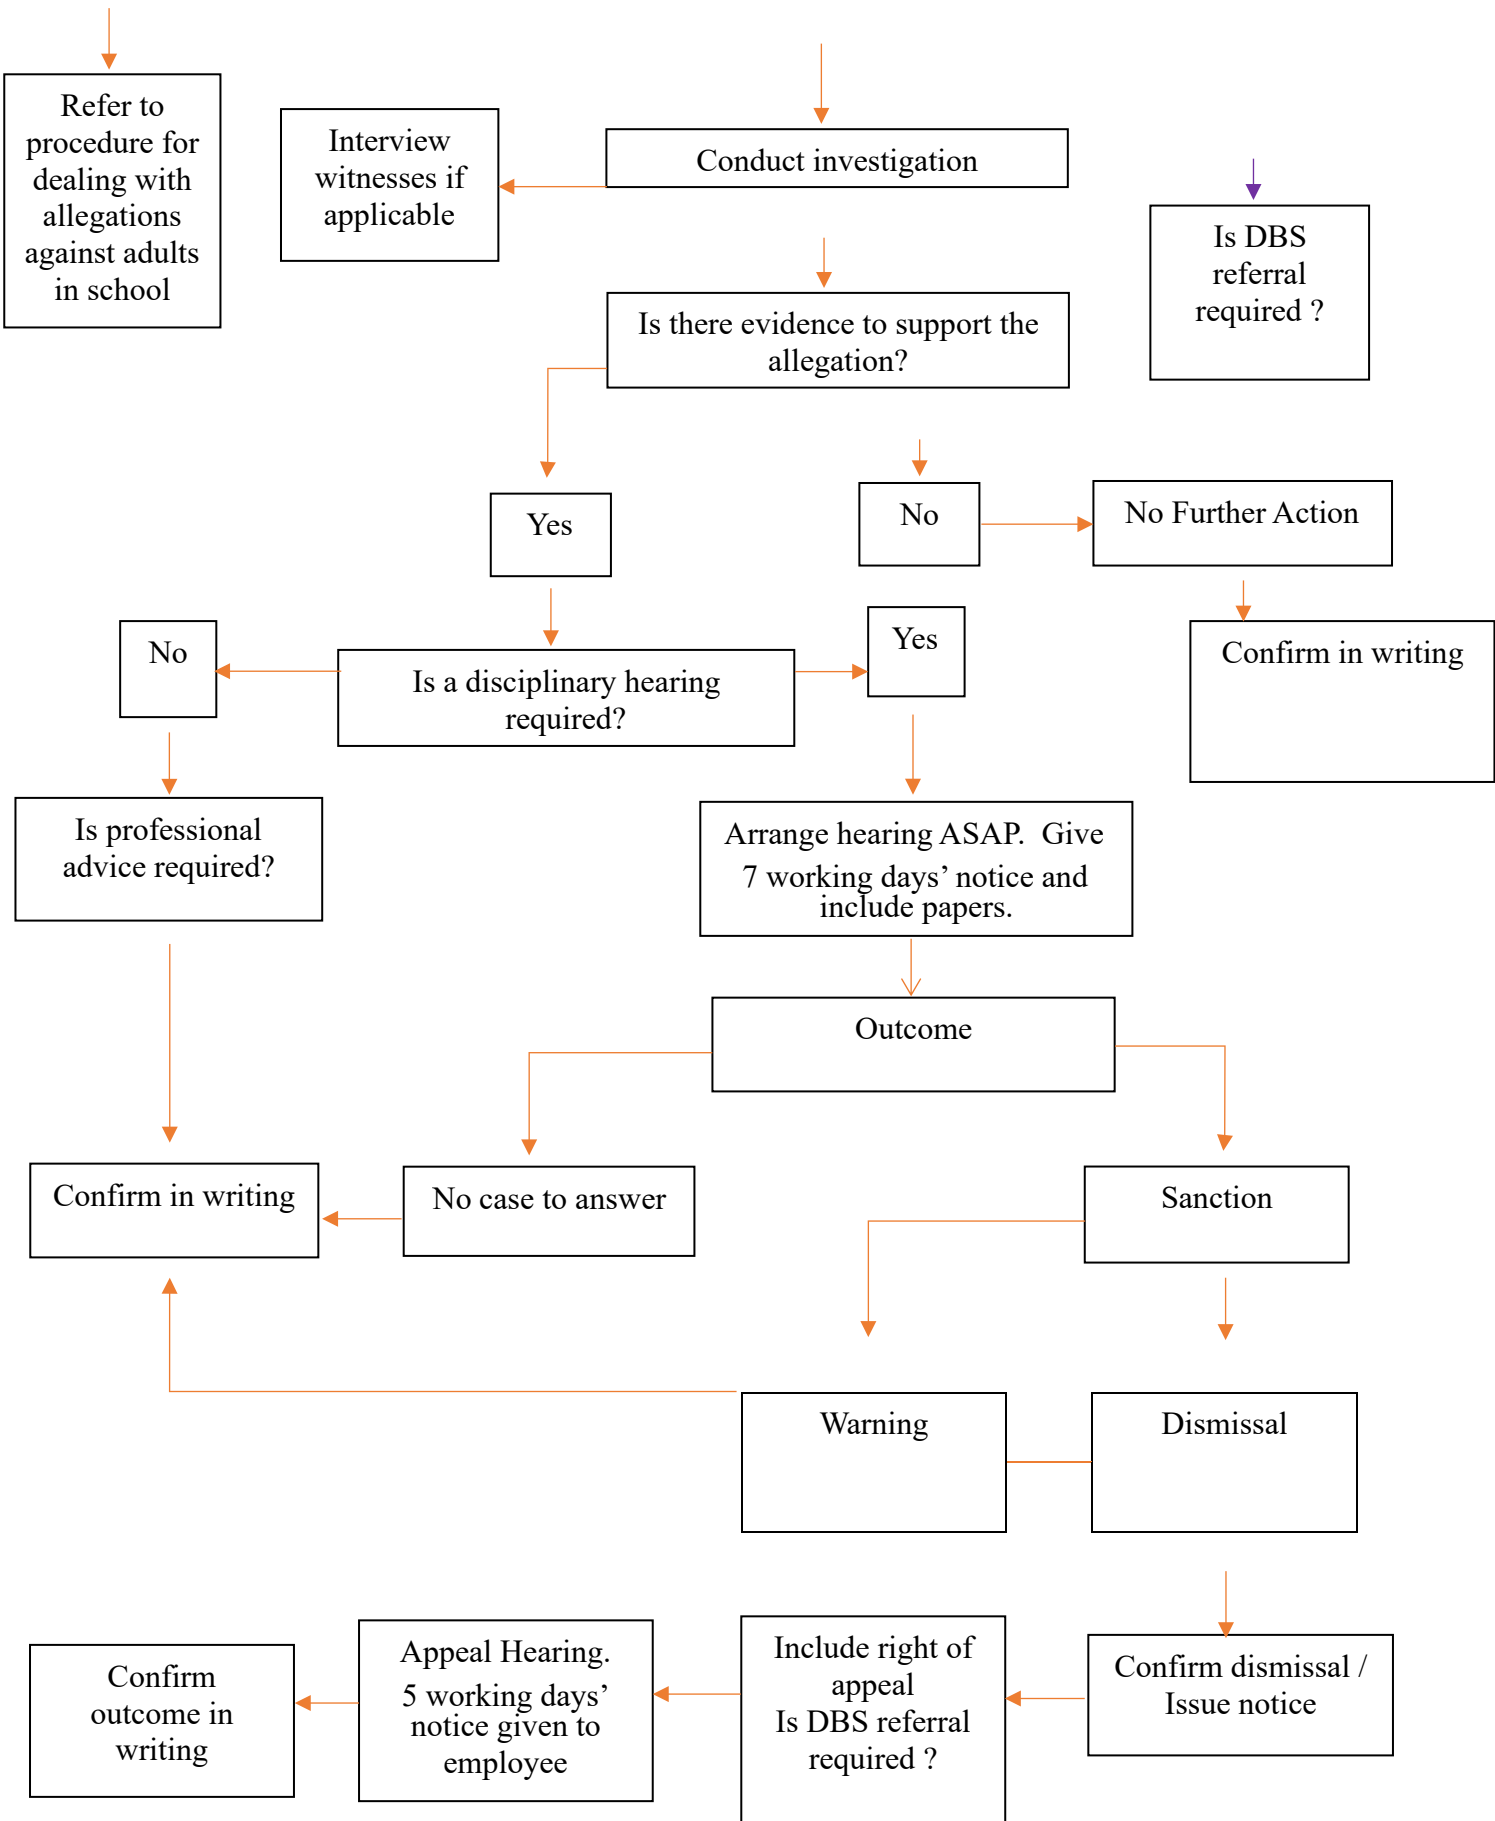 Refer to
procedure for
dealing with
allegations
against adults
in school
Interview
witnesses if
applicable
Conduct investigation
Is DBS
referral
required ?
Is there evidence to support the
allegation?
Yes
No
No Further Action
No
Is a disciplinary hearing
required?
Yes
Confirm in writing
Is professional
advice required?
Arrange hearing ASAP.  Give
7 working days’ notice and
include papers.
Outcome
Confirm in writing
No case to answer
Sanction
Warning
Dismissal
Confirm
outcome in
writing
Appeal Hearing.
5 working days’
notice given to
employee
Include right of
appeal
Is DBS referral
required ?
Confirm dismissal /
Issue notice